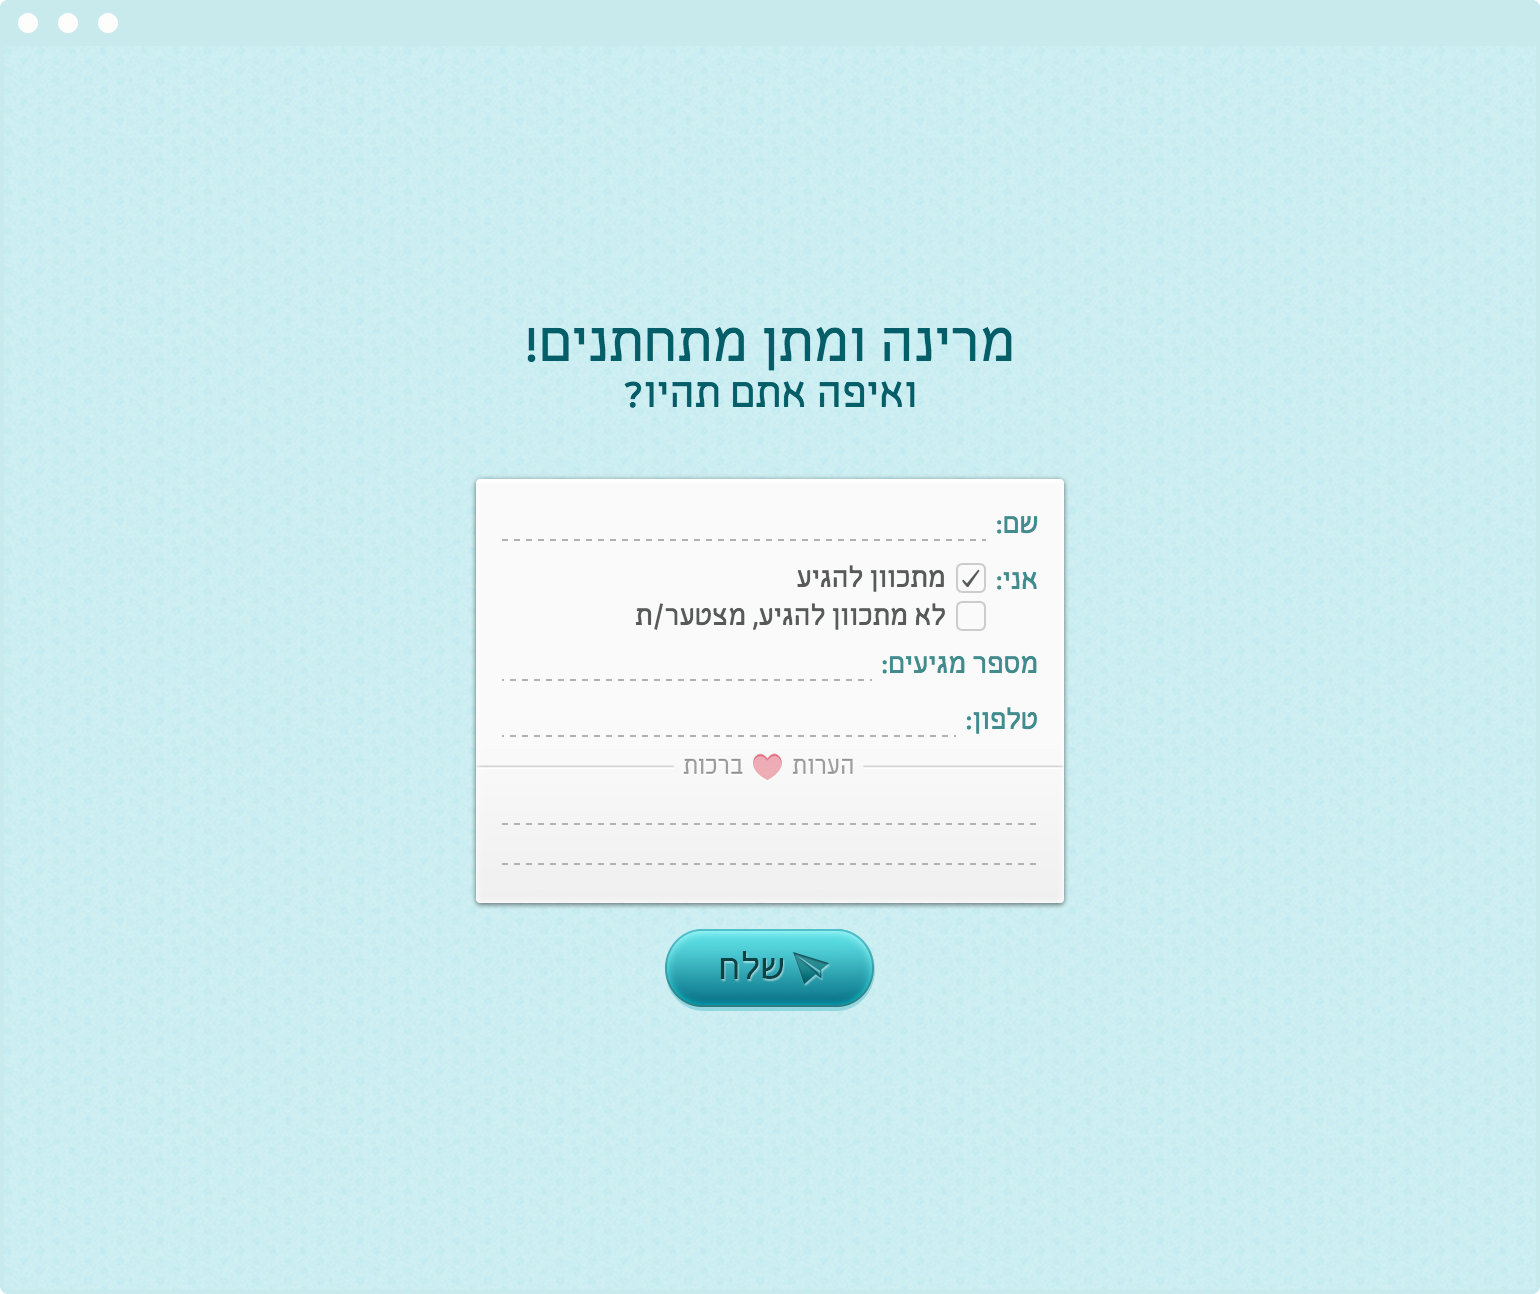 מרינה ומתן מתחתנים!
ואיפה אתם תהיו?
שם:
אני: מתכוון להגיע
לא מתכוון להגיע, מצטער/ת
מספר מגיעים:
טלפון:
הערות ברכות
שלח